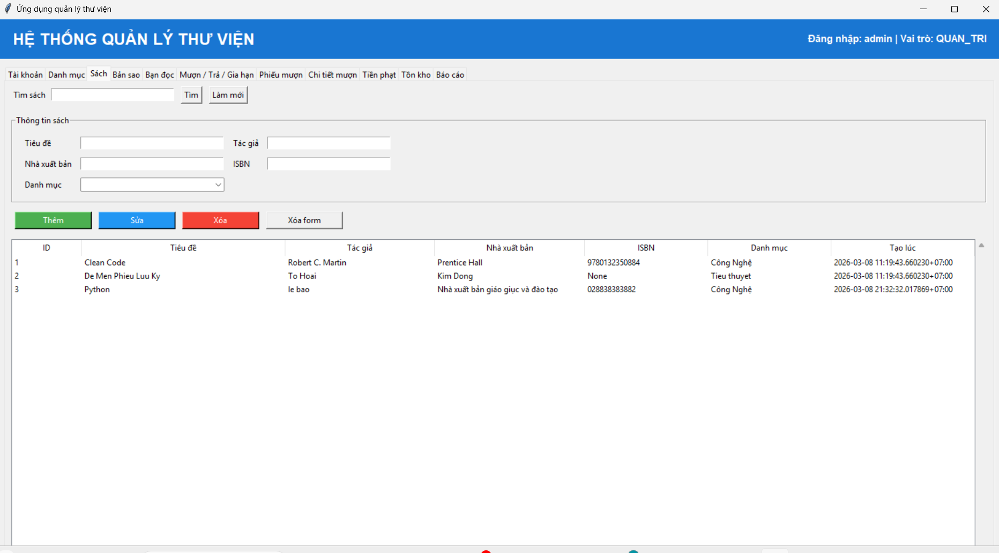 Ứng dụng quản lý thư viện
HỆ THỐNG QUẢN LÝ THƯ VIỆN
Đăng nhập: admin | Vai trò: QUAN_TRI
Tài khoản Danh mục Sách Bản sao Bạn đọc Mượn / Trả / Gia hạn Phiếu mượn Chi tiết mượn Tiền phạt Tồn kho Báo cáo
Tìm sách Tìm Làm mới
Thông tin sách
Tiêu đề Tác giả
Nhà xuất bản ISBN
Danh mục
Thêm Sửa Xóa Xóa form
ID Tiêu đề Tác giả Nhà xuất bản ISBN Danh mục Tạo lúc
1 Clean Code Robert C. Martin Prentice Hall 9780132350884 Công Nghệ 2026-03-08 11:19:43.660230+07:00
2 De Men Phieu Luu Ky To Hoai Kim Dong None Tieu thuyet 2026-03-08 11:19:43.660230+07:00
3 Python le bao Nhà xuất bản giáo giục và đào tạo 028838383882 Công Nghệ 2026-03-08 21:32:32.017869+07:00